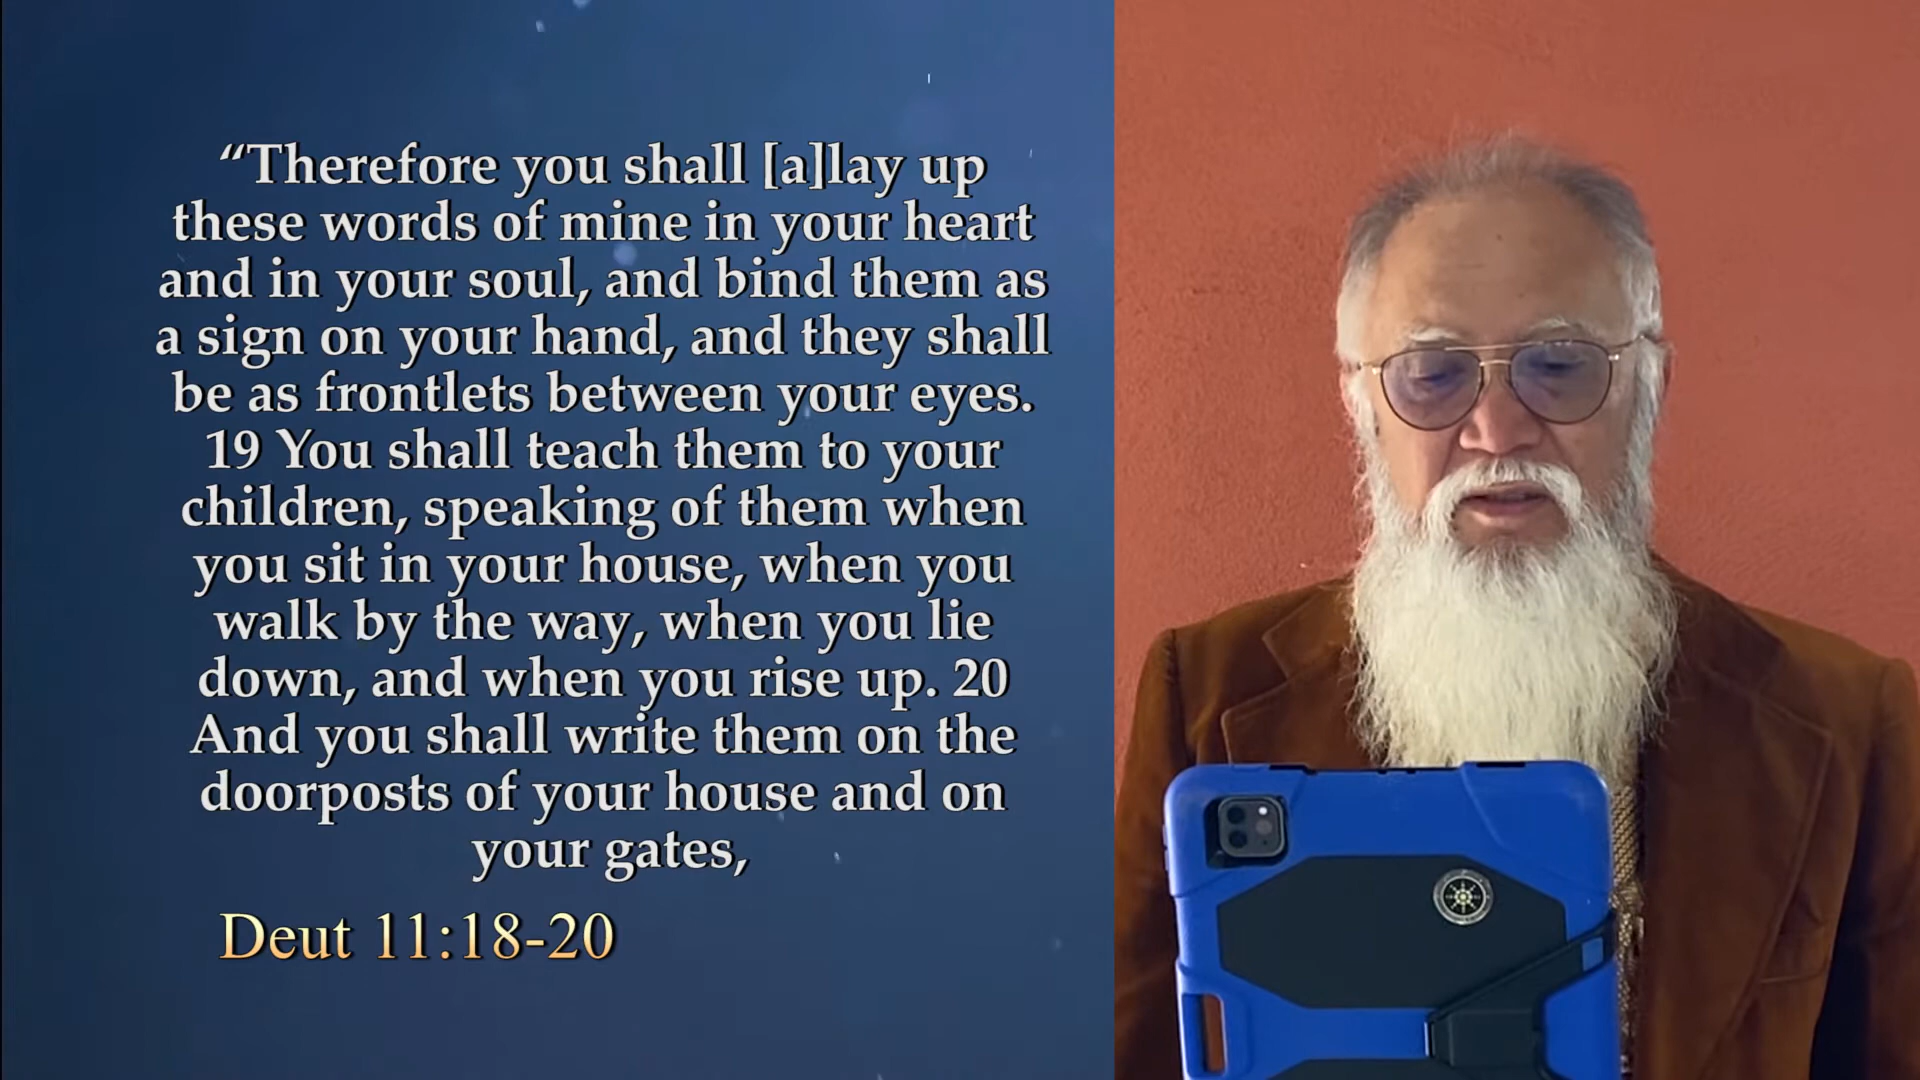 “Therefore you shall [a]lay up
these words of mine in your heart
and in your soul, and bind them as
a sign on your hand, and they shall
be as frontlets between your eyes.
19 You shall teach them to your
children, speaking of them when
you sit in your house, when you
walk by the way, when you lie
down, and when you rise up. 20
And you shall write them on the
doorposts of your house and on
your gates,
Deut 11:18-20